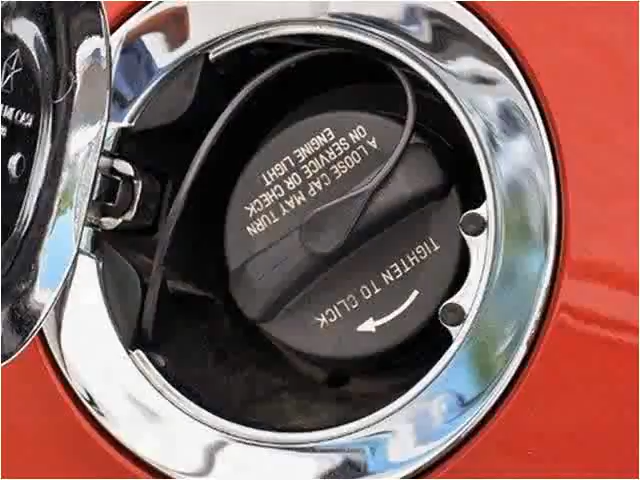 A LOOSE CAP MAY TURN
ON SERVICE OR CHECK
ENGINE LIGHT
TIGHTEN TO CLICK